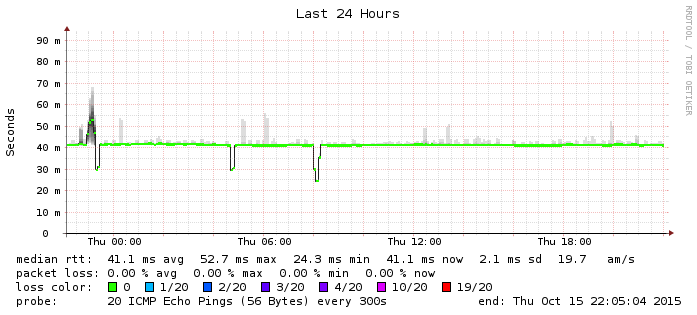 Last 24 Hours
RRDTOOL / TOBI OETIKER
Seconds
90 m
80 m
70 m
60 m
50 m
40 m
30 m
20 m
10 m
0
Thu 00:00 Thu 06:00 Thu 12:00 Thu 18:00
median rtt: 41.1 ms avg 52.7 ms max 24.3 ms min 41.1 ms now 2.1 ms sd 19.7 am/s
packet loss: 0.00 % avg 0.00 % max 0.00 % min 0.00 % now
loss color: 0 1/20 2/20 3/20 4/20 10/20 19/20
probe: 20 ICMP Echo Pings (56 Bytes) every 300s end: Thu Oct 15 22:05:04 2015